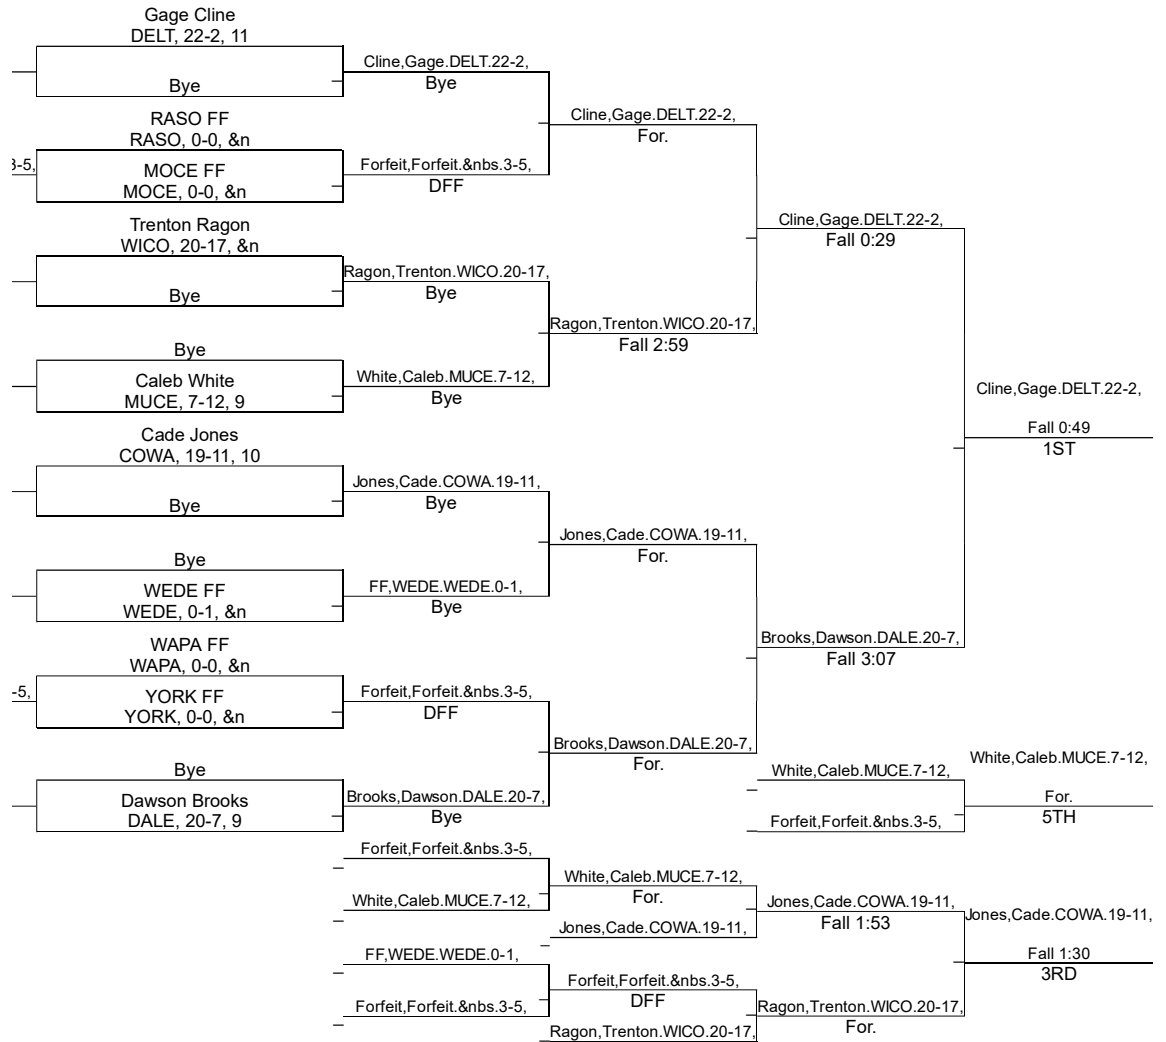 Gage Cline
DELT, 22-2, 11
Cline,Gage.DELT.22-2,
Bye
Bye
RASO FF
RASO, 0-0, &n
Cline,Gage.DELT.22-2,
For.
3-5,
MOCE FF
MOCE, 0-0, &n
Forfeit,Forfeit.&nbs.3-5,
DFF
Trenton Ragon
WICO, 20-17, &n
Cline,Gage.DELT.22-2,
Fall 0:29
Ragon,Trenton.WICO.20-17,
Bye
Bye
Ragon,Trenton.WICO.20-17,
Fall 2:59
Bye
Caleb White
MUCE, 7-12, 9
White,Caleb.MUCE.7-12,
Bye
Cline,Gage.DELT.22-2,
Fall 0:49
1ST
Cade Jones
COWA, 19-11, 10
Jones,Cade.COWA.19-11,
Bye
Bye
Jones,Cade.COWA.19-11,
For.
Bye
WEDE FF
WEDE, 0-1, &n
FF,WEDE.WEDE.0-1,
Bye
WAPA FF
WAPA, 0-0, &n
Brooks,Dawson.DALE.20-7,
Fall 3:07
-5,
YORK FF
YORK, 0-0, &n
Forfeit,Forfeit.&nbs.3-5,
DFF
Brooks,Dawson.DALE.20-7,
For.
Bye
Dawson Brooks
DALE, 20-7, 9
Brooks,Dawson.DALE.20-7,
Bye
White,Caleb.MUCE.7-12,
Forfeit,Forfeit.&nbs.3-5,
White,Caleb.MUCE.7-12,
For.
5TH
Forfeit,Forfeit.&nbs.3-5,
White,Caleb.MUCE.7-12,
White,Caleb.MUCE.7-12,
For.
Jones,Cade.COWA.19-11,
Jones,Cade.COWA.19-11,
Fall 1:53
Jones,Cade.COWA.19-11,
Fall 1:30
3RD
FF,WEDE.WEDE.0-1,
Forfeit,Forfeit.&nbs.3-5,
Forfeit,Forfeit.&nbs.3-5,
DFF
Ragon,Trenton.WICO.20-17,
Ragon,Trenton.WICO.20-17,
For.